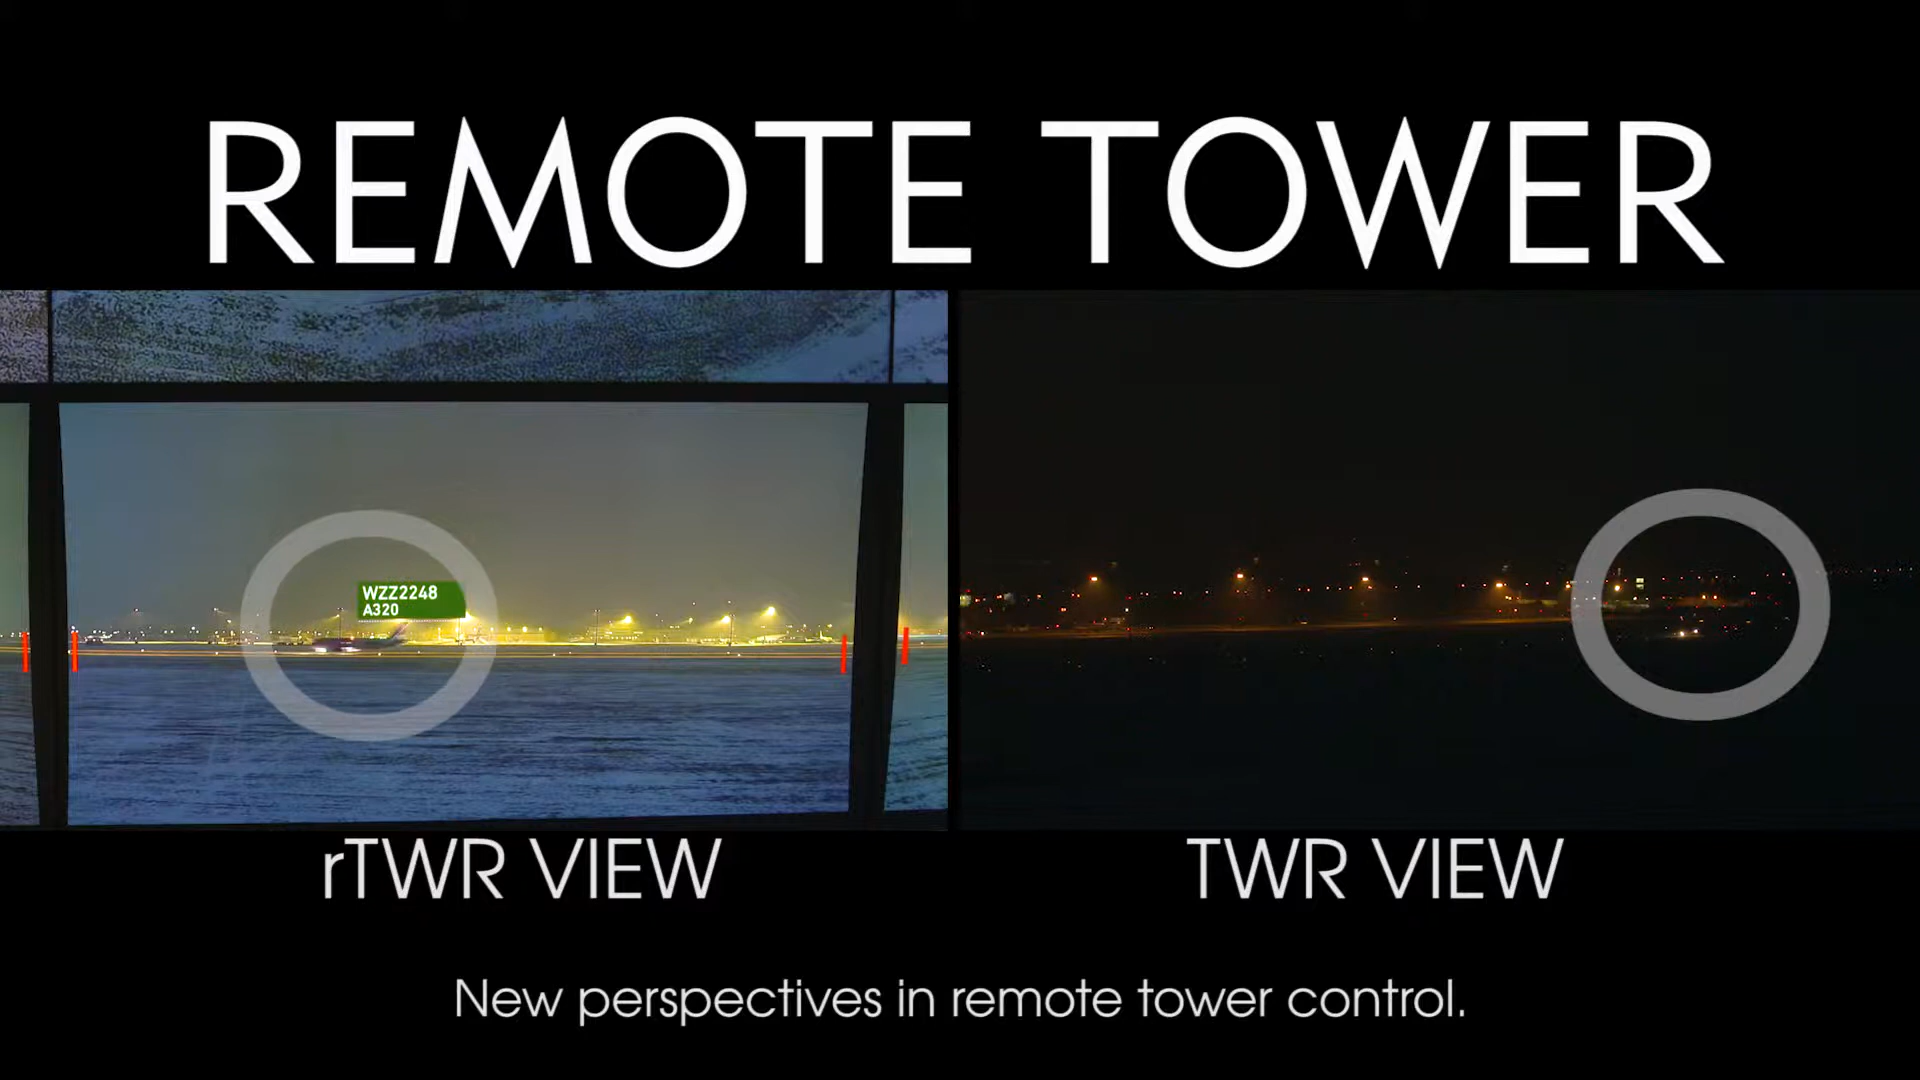 REMOTE TOWER
WZZ2248
A320
rTWR VIEW
TWR VIEW
New perspectives in remote tower control.